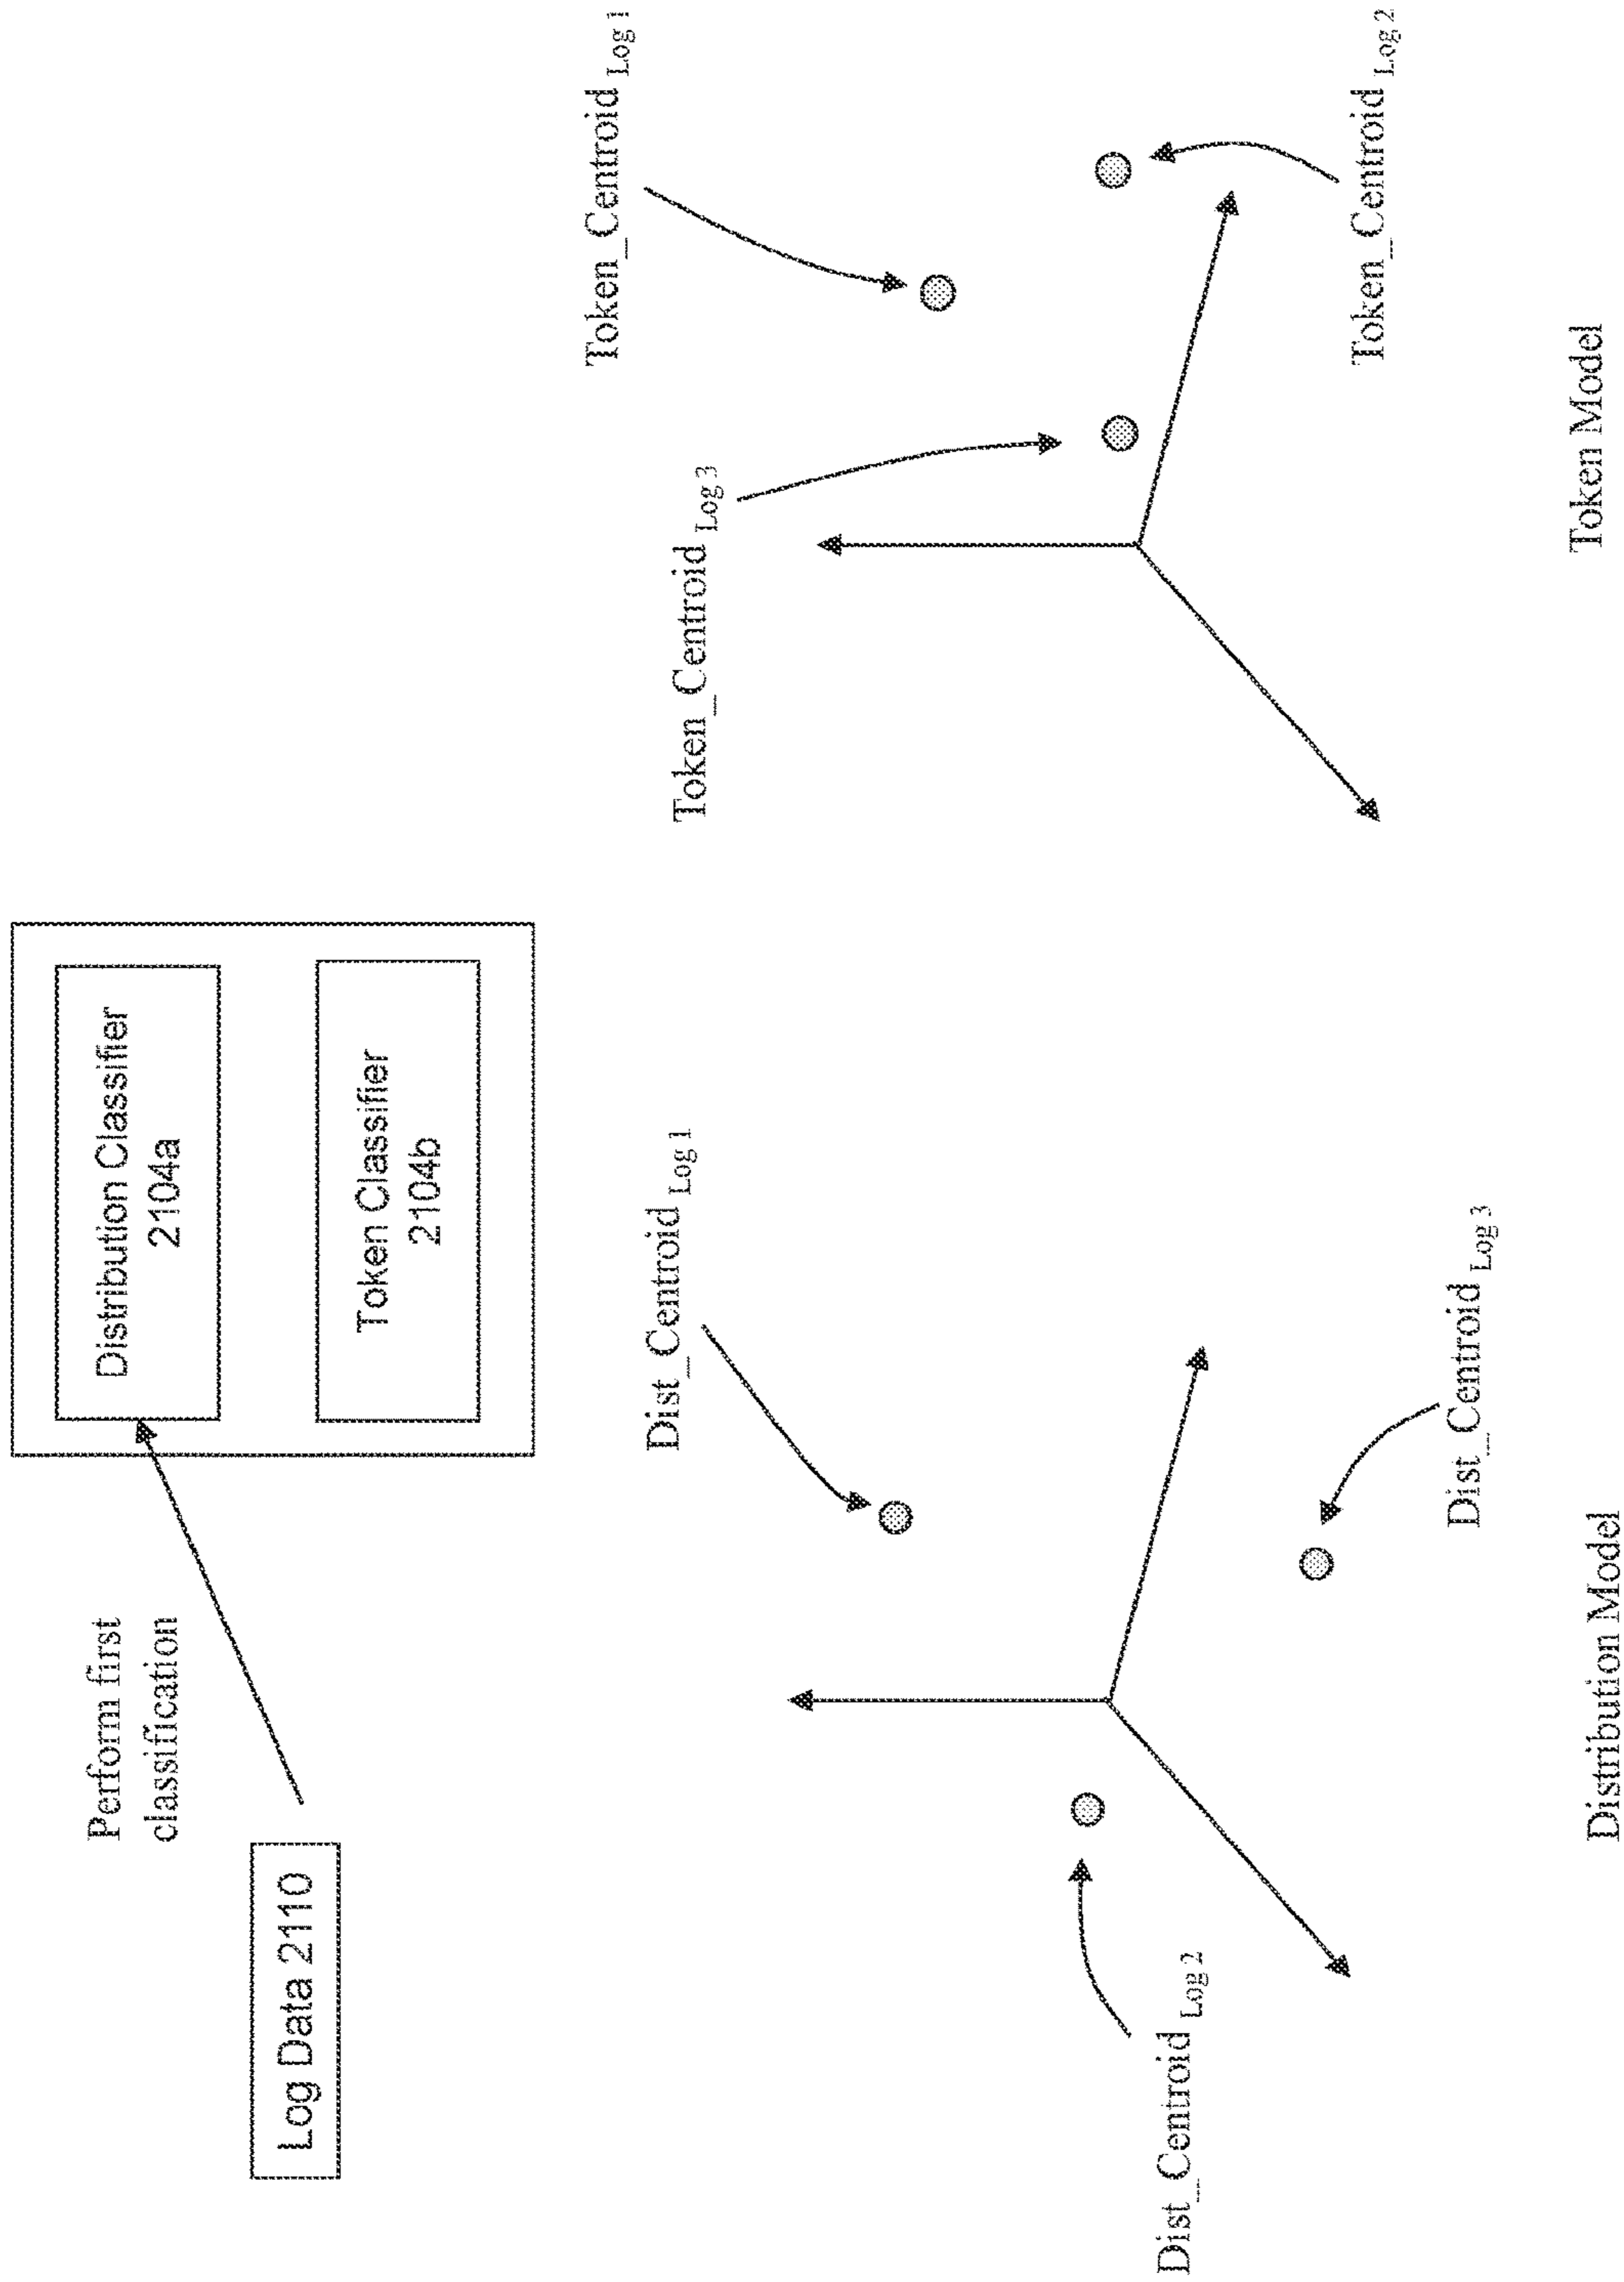 Perform first
classification
Log Data 2110
Distribution Classifier
2104a
Token Classifier
2104b
Dist_Centroid Log 1
Dist_Centroid Log 2
Dist_Centroid Log 3
Distribution Model
Token_Centroid Log 1
Token_Centroid Log 3
Token_Centroid Log 2
Token Model